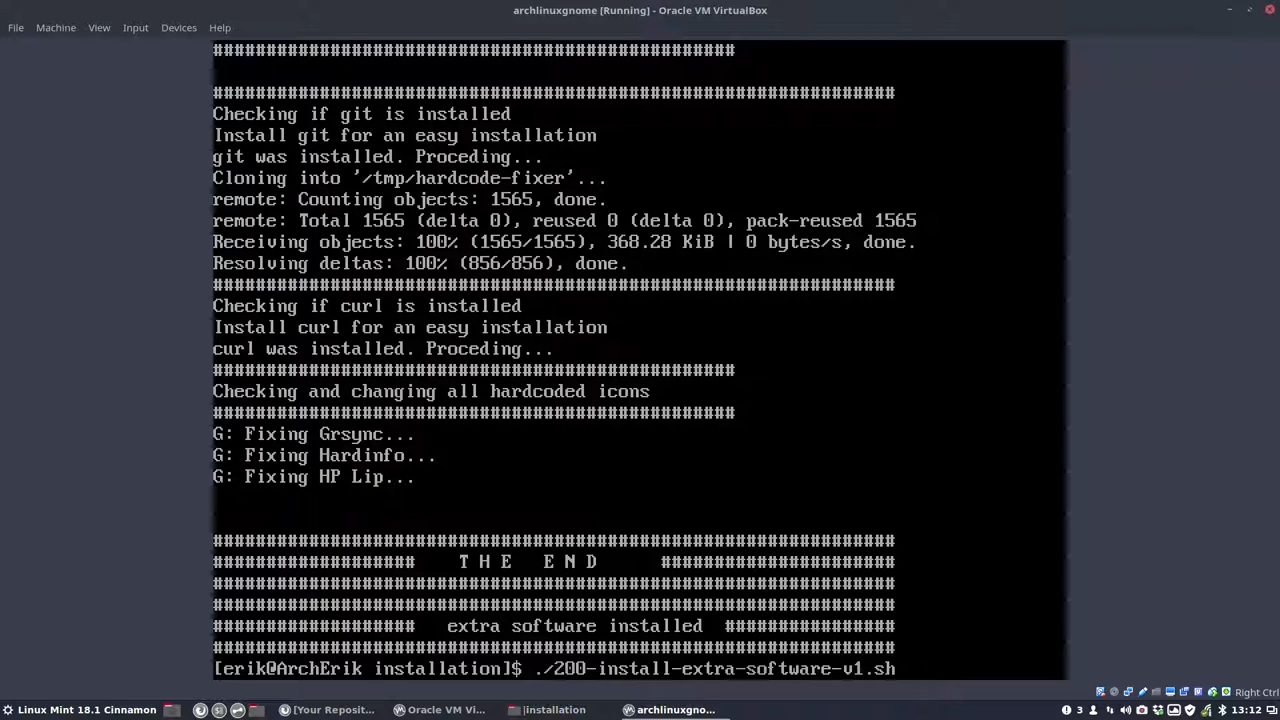 archlinuxgnome [Running] - Oracle VM VirtualBox
File Machine View Input Devices Help
#################################################
################################################################
Checking if git is installed
Install git for an easy installation
git was installed. Proceding...
Cloning into '/tmp/hardcode-fixer'...
remote: Counting objects: 1565, done.
remote: Total 1565 (delta 0), reused 0 (delta 0), pack-reused 1565
Receiving objects: 100% (1565/1565), 368.28 KiB | 0 bytes/s, done.
Resolving deltas: 100% (856/856), done.
################################################################
Checking if curl is installed
Install curl for an easy installation
curl was installed. Proceding...
#################################################
Checking and changing all hardcoded icons
#################################################
G: Fixing Grsync...
G: Fixing Hardinfo...
G: Fixing HP Lip...
################################################################
################### T H E E N D ######################
################################################################
################################################################
################### extra software installed ################
################################################################
[erik@ArchErik installation]$ ./200-install-extra-software-v1.sh
Right Ctrl
Linux Mint 18.1 Cinnamon [Your Reposit... Oracle VM Vi... installation archlinuxgno... 3 13:12